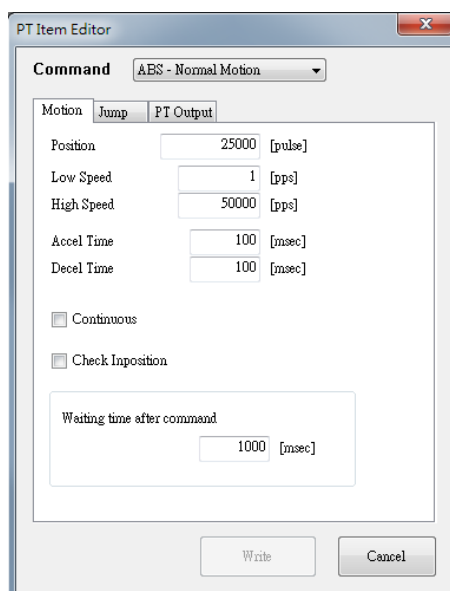 PT Item Editor
Command ABS - Normal Motion
Motion Jump PT Output
Position 25000 [pulse]
Low Speed 1 [pps]
High Speed 50000 [pps]
Accel Time 100 [msec]
Decel Time 100 [msec]
Continuous
Check Inposition
Waiting time after command
1000 [msec]
Write Cancel